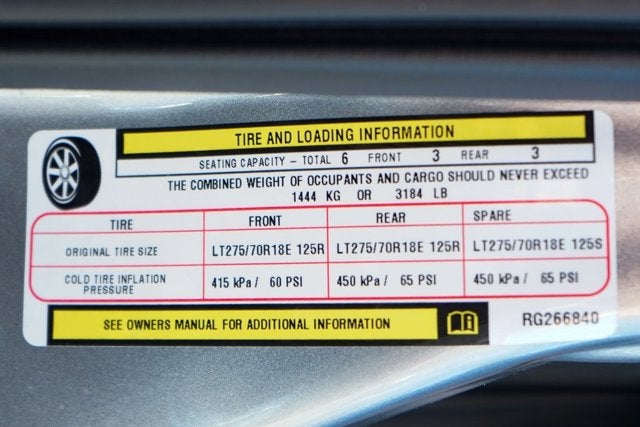 TIRE AND LOADING INFORMATION
SEATING CAPACITY - TOTAL 6 FRONT 3 REAR 3
THE COMBINED WEIGHT OF OCCUPANTS AND CARGO SHOULD NEVER EXCEED
1444 KG OR 3184 LB
TIRE FRONT REAR SPARE
ORIGINAL TIRE SIZE LT275/70R18E 125R LT275/70R18E 125R LT275/70R18E 125S
COLD TIRE INFLATION PRESSURE 415 kPa / 60 PSI 450 kPa / 65 PSI 450 kPa / 65 PSI
SEE OWNERS MANUAL FOR ADDITIONAL INFORMATION
RG266840